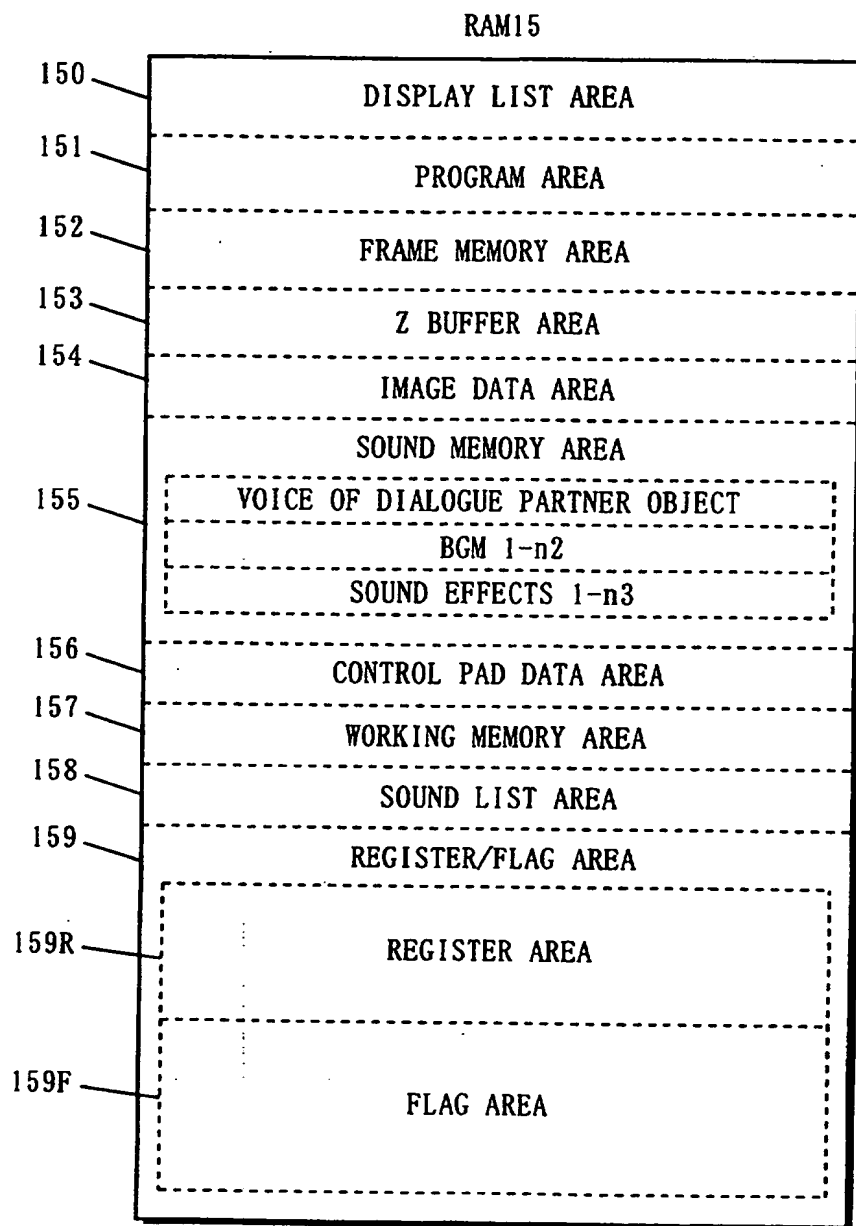 RAM15
150
DISPLAY LIST AREA
151
PROGRAM AREA
152
FRAME MEMORY AREA
153
Z BUFFER AREA
154
IMAGE DATA AREA
SOUND MEMORY AREA
155
VOICE OF DIALOGUE PARTNER OBJECT
BGM 1-n2
SOUND EFFECTS 1-n3
156
CONTROL PAD DATA AREA
157
WORKING MEMORY AREA
158
SOUND LIST AREA
159
REGISTER/FLAG AREA
159R
REGISTER AREA
159F
FLAG AREA